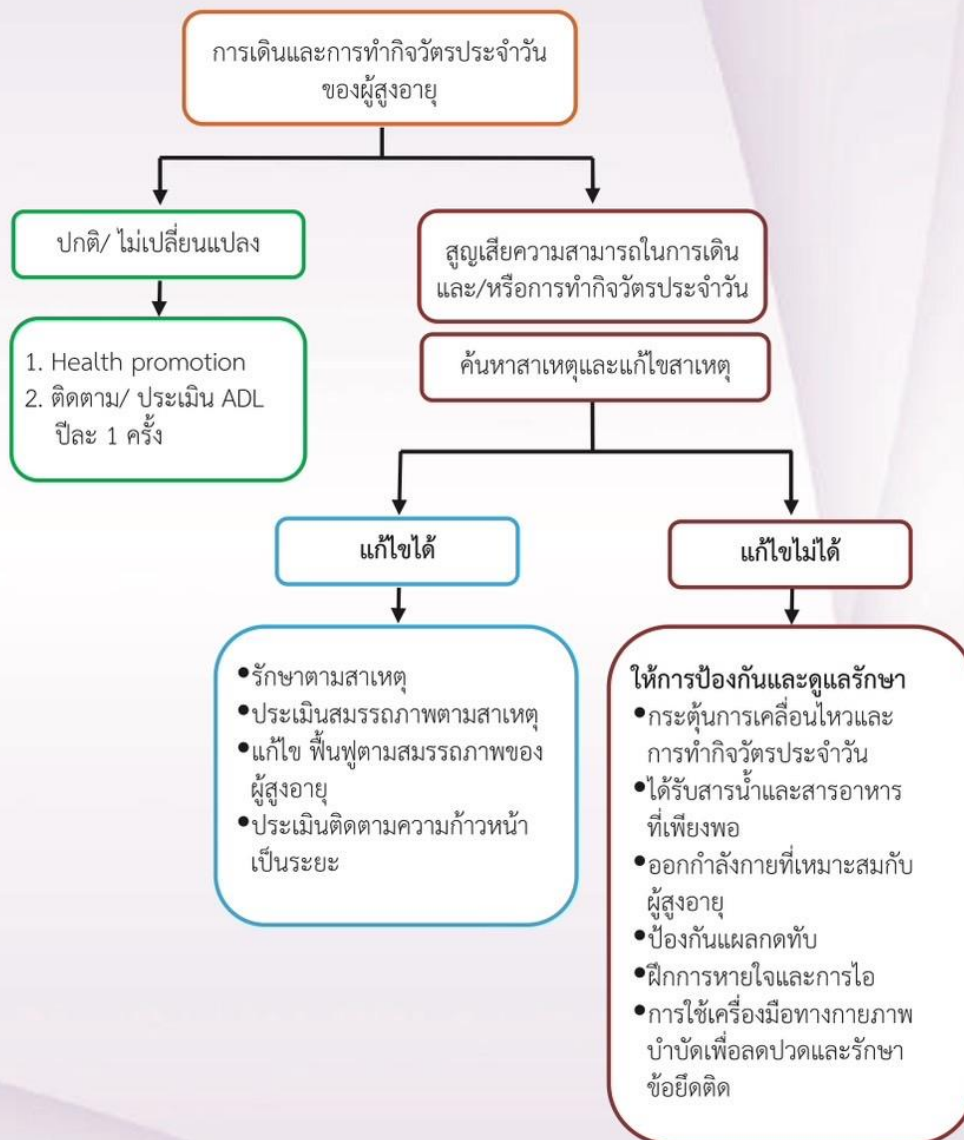 การเดินและการทำกิจวัตรประจำวัน
ของผู้สูงอายุ
ปกติ/ ไม่เปลี่ยนแปลง
1. Health promotion
2. ติดตาม/ ประเมิน ADL
ปีละ 1 ครั้ง
สูญเสียความสามารถในการเดิน
และ/หรือการทำกิจวัตรประจำวัน
ค้นหาสาเหตุและแก้ไขสาเหตุ
แก้ไขได้
•รักษาตามสาเหตุ
•ประเมินสมรรถภาพตามสาเหตุ
•แก้ไข ฟื้นฟูตามสมรรถภาพของ
ผู้สูงอายุ
•ประเมินติดตามความก้าวหน้า
เป็นระยะ
แก้ไขไม่ได้
ให้การป้องกันและดูแลรักษา
•กระตุ้นการเคลื่อนไหวและ
การทำกิจวัตรประจำวัน
•ได้รับสารน้ำและสารอาหาร
ที่เพียงพอ
•ออกกำลังกายที่เหมาะสมกับ
ผู้สูงอายุ
•ป้องกันแผลกดทับ
•ฝึกการหายใจและการไอ
•การใช้เครื่องมือทางกายภาพ
บำบัดเพื่อลดปวดและรักษา
ข้อยึดติด